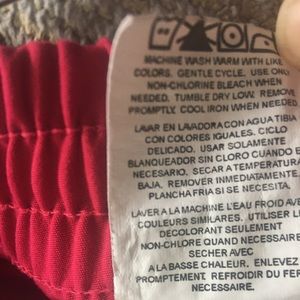 MACHINE WASH WARM WITH LIKE
COLORS. GENTLE CYCLE. USE ONLY
NON-CHLORINE BLEACH WHEN
NEEDED. TUMBLE DRY LOW. REMOVE
PROMPTLY. COOL IRON WHEN NEEDED.
LAVAR EN LAVADORA CON AGUA TIBIA
CON COLORES IGUALES. CICLO
DELICADO. USAR SOLAMENTE
BLANQUEADOR SIN CLORO CUANDO
NECESARIO. SECAR A TEMPERATURA
BAJA. REMOVER INMEDIATAMENTE.
PLANCHA FRIA SI SE NECESITA.
LAVER A LA MACHINE L'EAU FROID AVE
COULEURS SIMILAIRES. UTILISER L
DÉCOLORANT SEULEMENT
NON-CHLORE QUAND NECESSAIRE
SECHER AVEC
A LA BASSE CHALEUR. ENLEVEZ
PROMPTEMENT. REFROIDIR DU FER
NECESSAIRE.